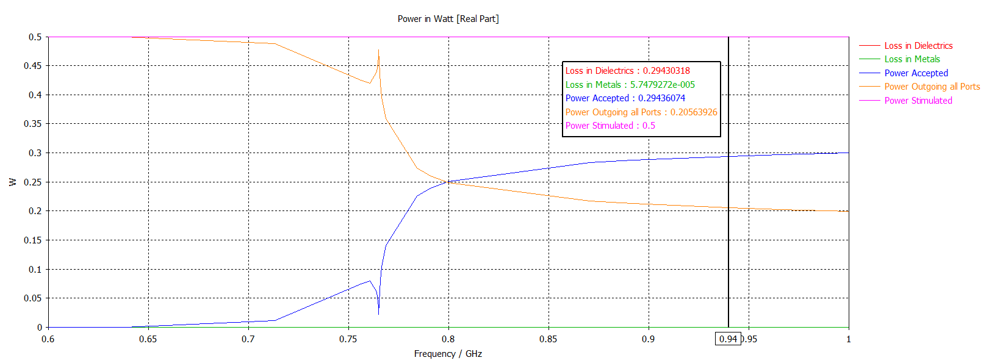 Power in Watt [Real Part]
0.5
0.45
0.4
0.35
0.3
0.25
0.2
0.15
0.1
0.05
0
W
Loss in Dielectrics : 0.29430318
Loss in Metals : 5.7479272e-005
Power Accepted : 0.29436074
Power Outgoing all Ports : 0.20563926
Power Stimulated : 0.5
Loss in Dielectrics
Loss in Metals
Power Accepted
Power Outgoing all Ports
Power Stimulated
0.6
0.65
0.7
0.75
0.8
0.85
0.9
0.94
0.95
1
Frequency / GHz